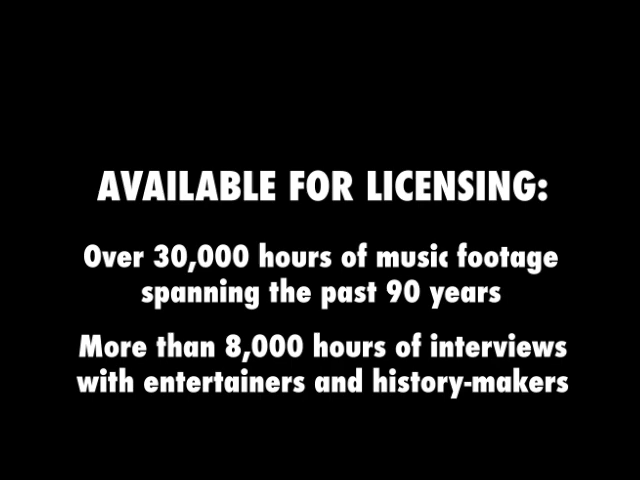 AVAILABLE FOR LICENSING:
Over 30,000 hours of music footage
spanning the past 90 years
More than 8,000 hours of interviews
with entertainers and history-makers